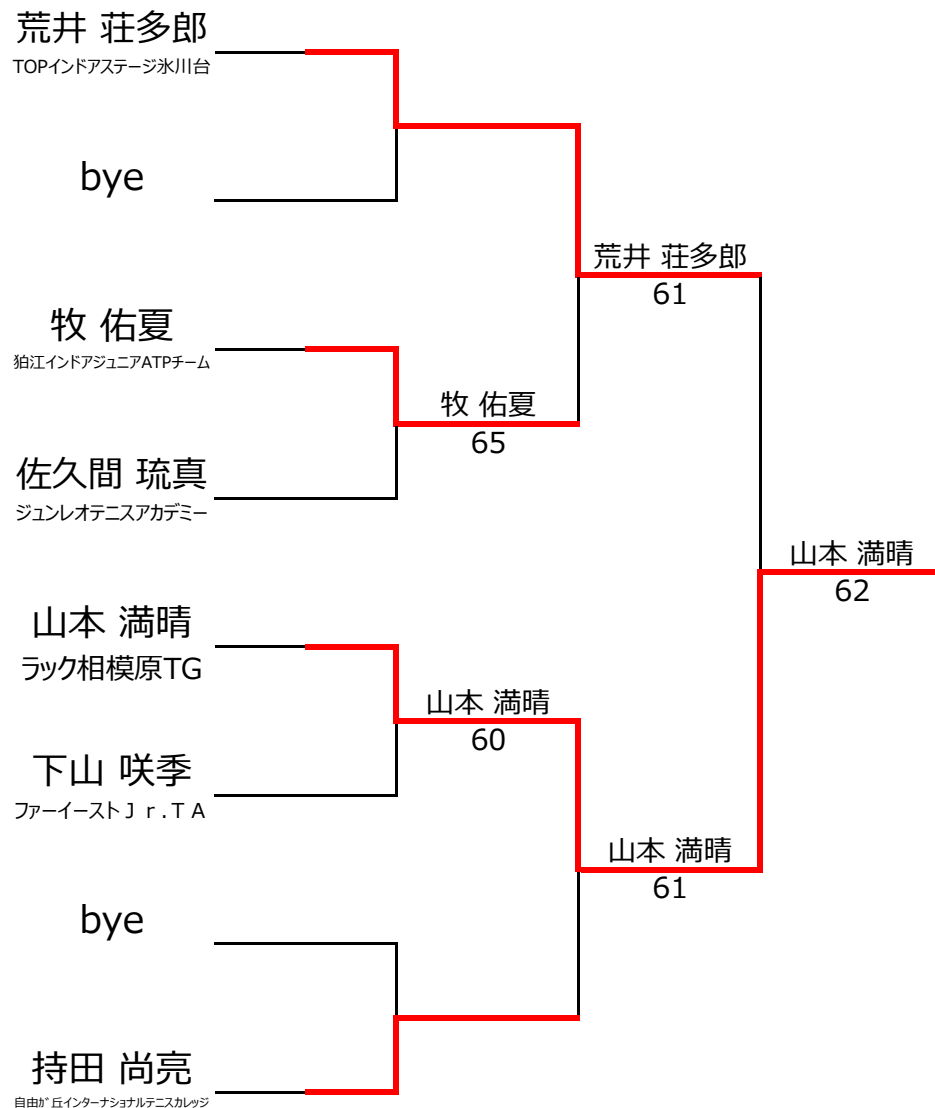 荒井 荘多郎
TOPインドアステージ氷川台
bye
荒井 荘多郎
61
牧 佑夏
狛江インドアジュニアATPチーム
牧 佑夏
65
佐久間 琉真
ジュンレオテニスアカデミー
山本 満晴
62
山本 満晴
ラック相模原TG
山本 満晴
60
下山 咲季
ファーイーストＪｒ.ＴＡ
山本 満晴
61
bye
持田 尚亮
自由が丘インターナショナルテニスカレッジ